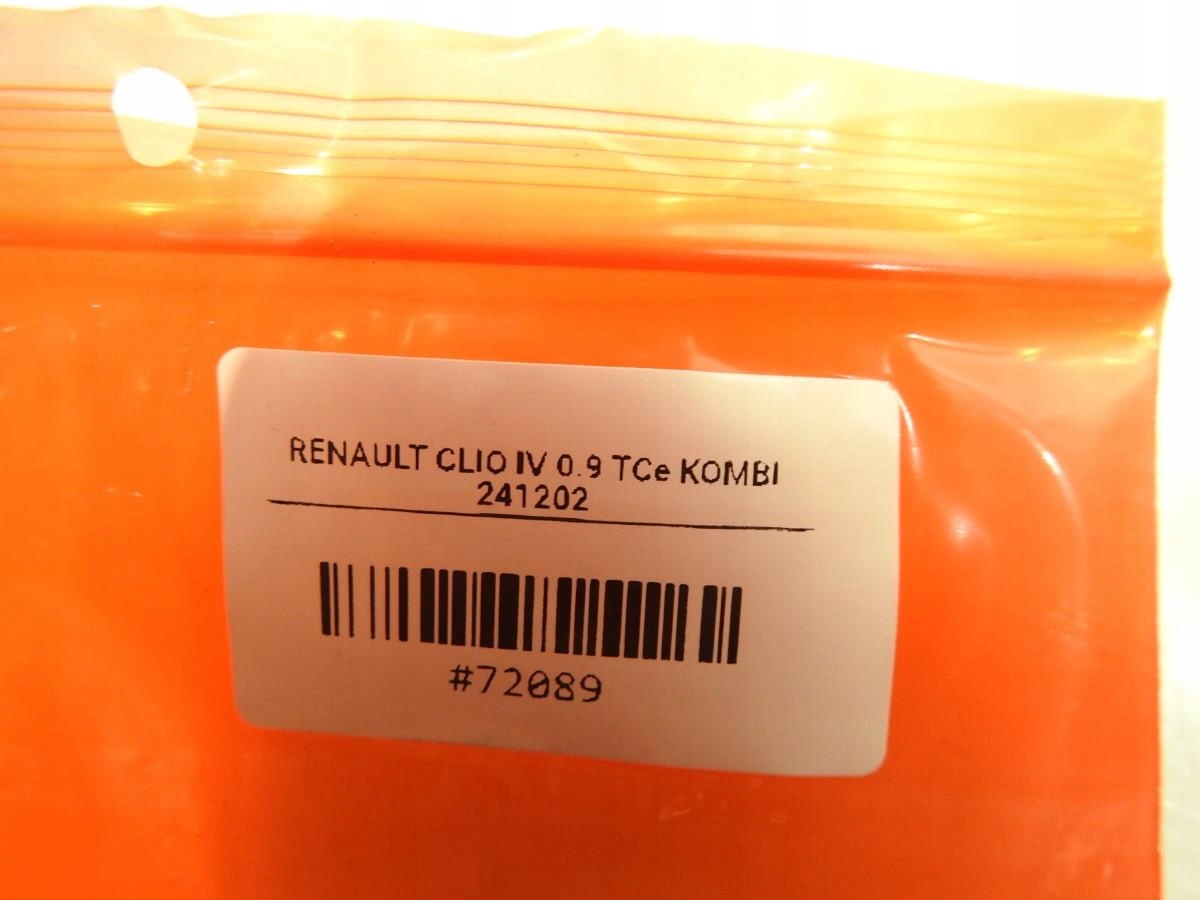 RENAULT CLIO IV 0.9 TCe KOMBI
241202
#72089